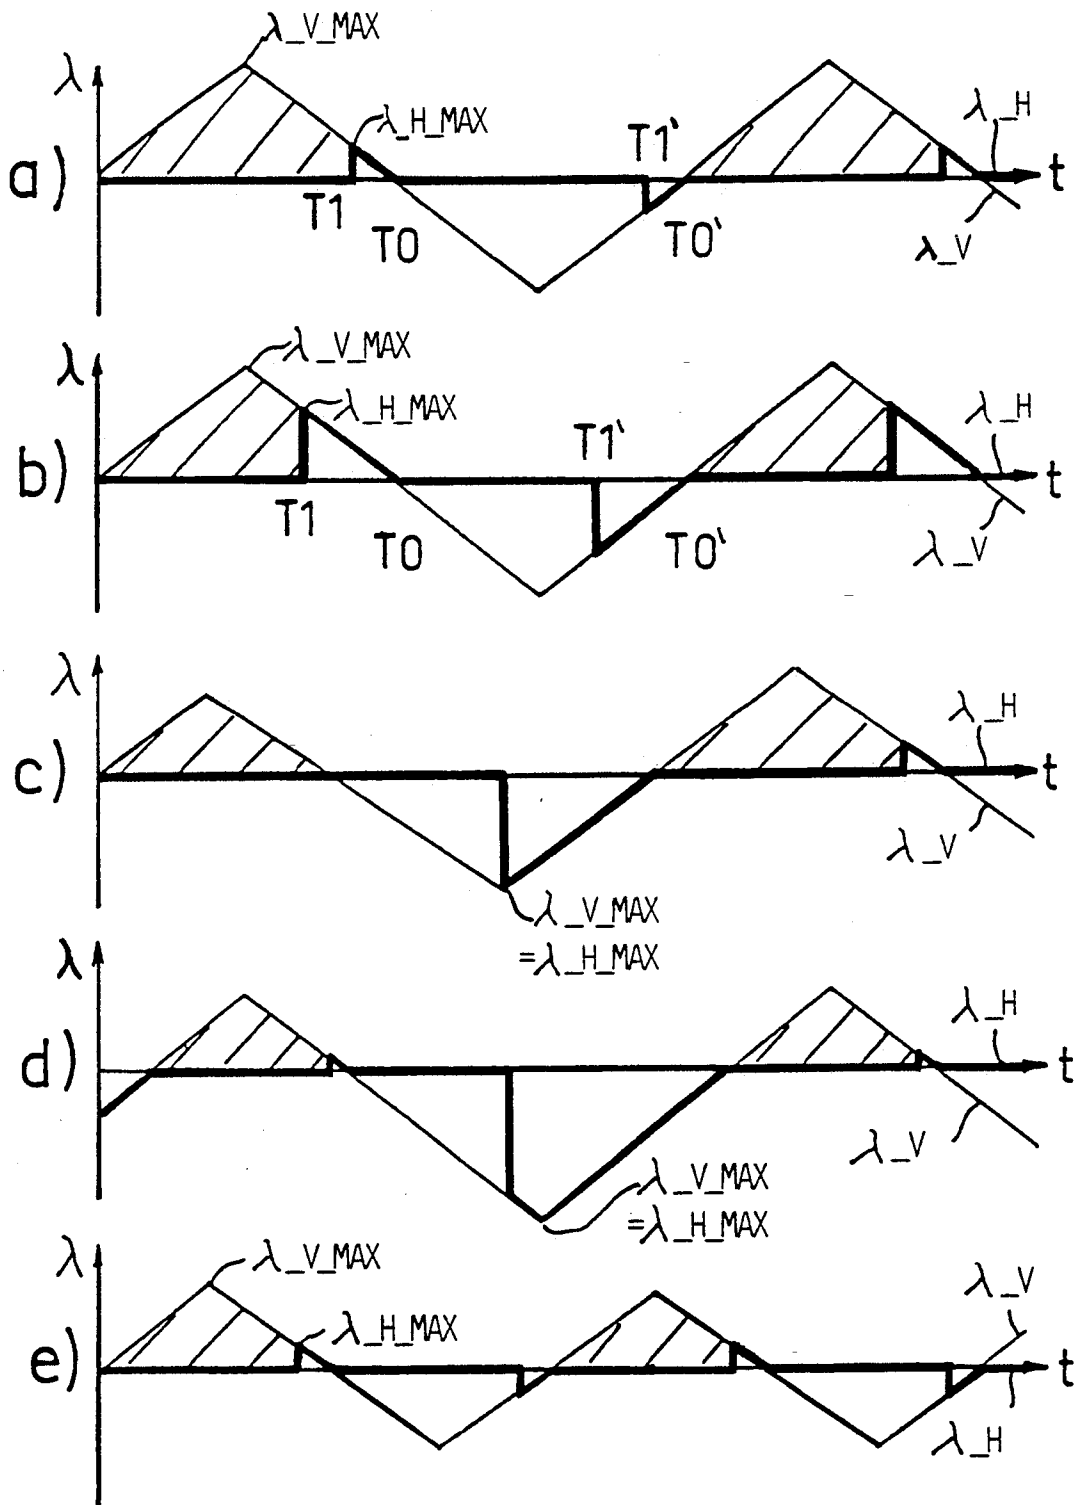 λ_V_MAX
λ
λ_H_MAX
T1'
λ_H
a)
t
T1
T0
T0'
λ_V
λ_V_MAX
λ
λ_H_MAX
T1'
λ_H
b)
t
T1
T0
T0'
λ_V
λ
λ_H
c)
t
λ_V
λ_V_MAX
=λ_H_MAX
λ
λ_H
d)
t
λ_V
λ_V_MAX
=λ_H_MAX
λ
λ_V_MAX
λ_V
λ_H_MAX
e)
t
λ_H